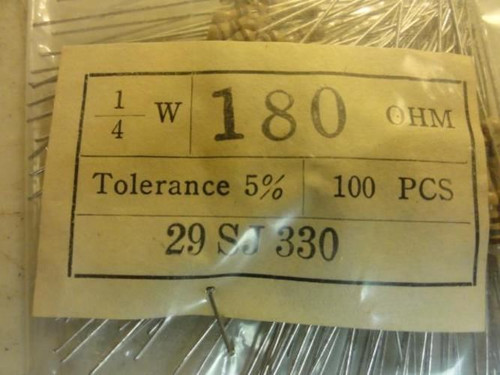 1/4 W 180 OHM
Tolerance 5% 100 PCS
29 SJ 330